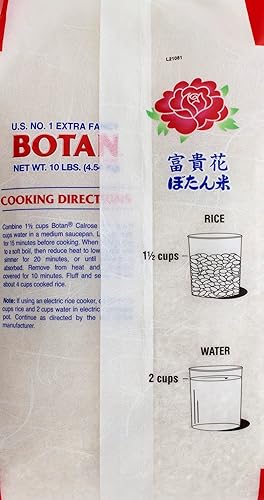 L21081
U.S. NO. 1 EXTRA FANCY
BOTAN
NET WT. 10 LBS. (4.54
富貴花
ぼたん米
COOKING DIRECTIONS
Combine 1½ cups Botan® Calrose
cups water in a medium saucepan. L
for 15 minutes before cooking. When
to a soft boil, then reduce heat to low
simmer for 20 minutes, or until
absorbed. Remove from heat and
covered for 10 minutes. Fluff and se
about 4 cups cooked rice.
Note: if using an electric rice cooker,
cups rice and 2 cups water in electric
pot. Continue as directed by the
manufacturer.
RICE
1½ cups
WATER
2 cups